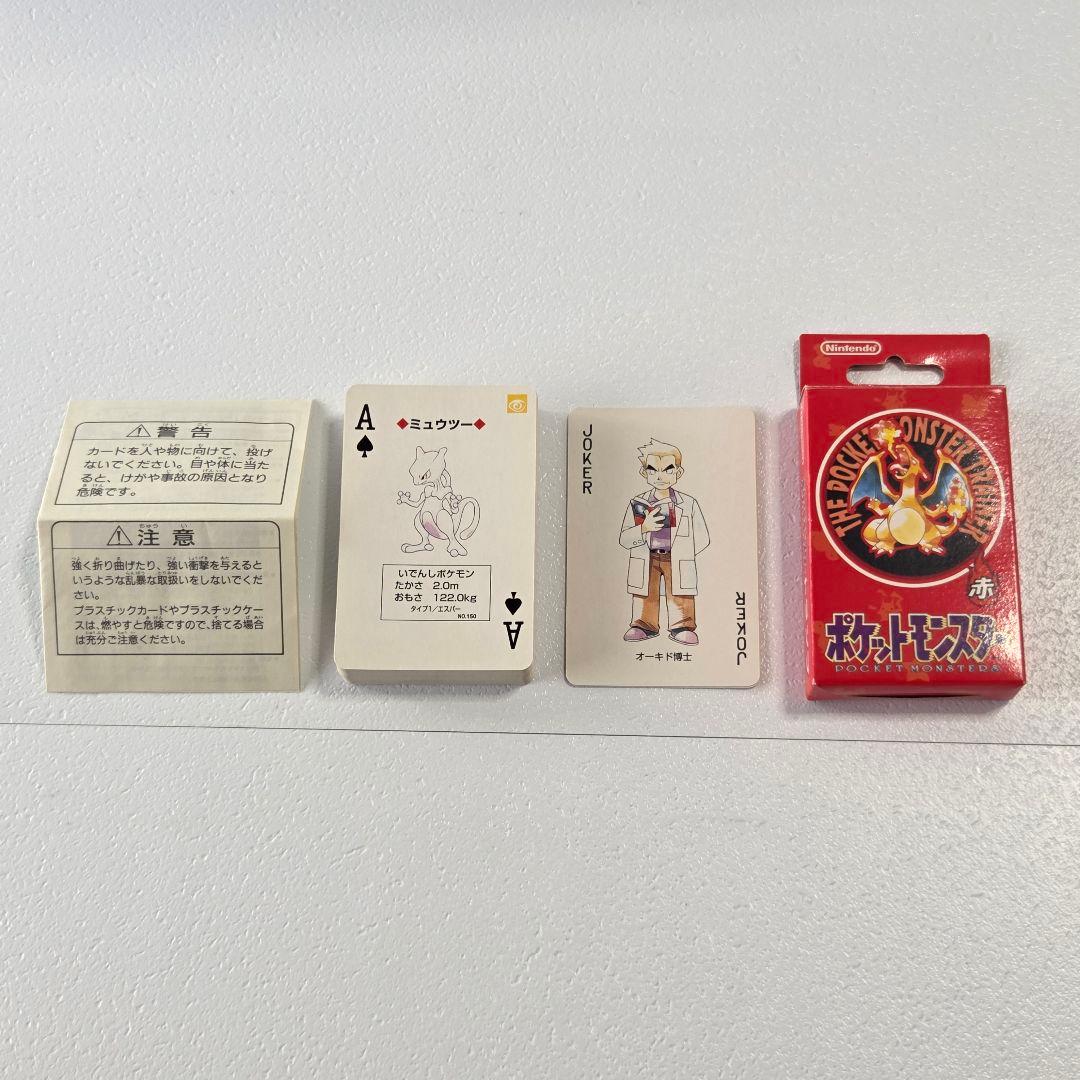 警告
カードを人や物に向けて、投げ
ないでください。目や体に当た
ると、けがや事故の原因となり
危険です。
注意
強く折り曲げたり、強い衝撃を与えると
いうような乱暴な取扱いをしないでくだ
さい。
プラスチックカードやプラスチックケー
スは、燃やすと危険ですので、捨てる場合
は充分ご注意ください。
A
ミュウツー
いでんしポケモン
たかさ 2.0m
おもさ 122.0kg
タイプ1/エスパー
NO.150
A
JOKER
オーキド博士
JOKER
Nintendo
THE POCKET MONSTER TRAINER
赤
ポケットモンスター
POCKET MONSTERS